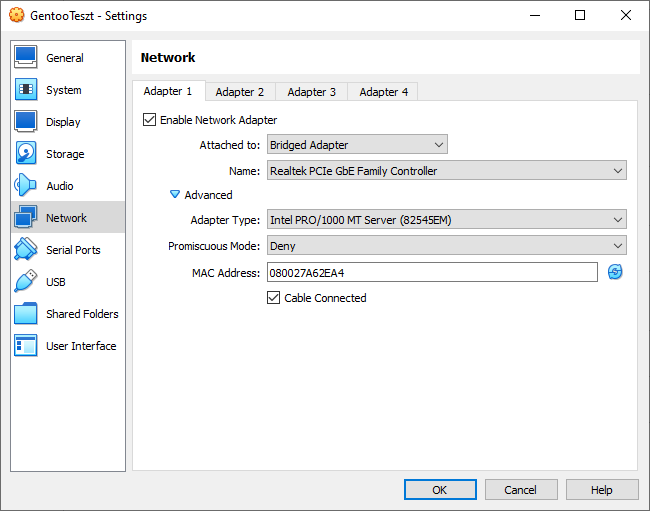 GentooTeszt - Settings
General
System
Display
Storage
Audio
Network
Serial Ports
USB
Shared Folders
User Interface
Network
Adapter 1 Adapter 2 Adapter 3 Adapter 4
Enable Network Adapter
Attached to: Bridged Adapter
Name: Realtek PCIe GbE Family Controller
Advanced
Adapter Type: Intel PRO/1000 MT Server (82545EM)
Promiscuous Mode: Deny
MAC Address: 080027A62EA4
Cable Connected
OK Cancel Help